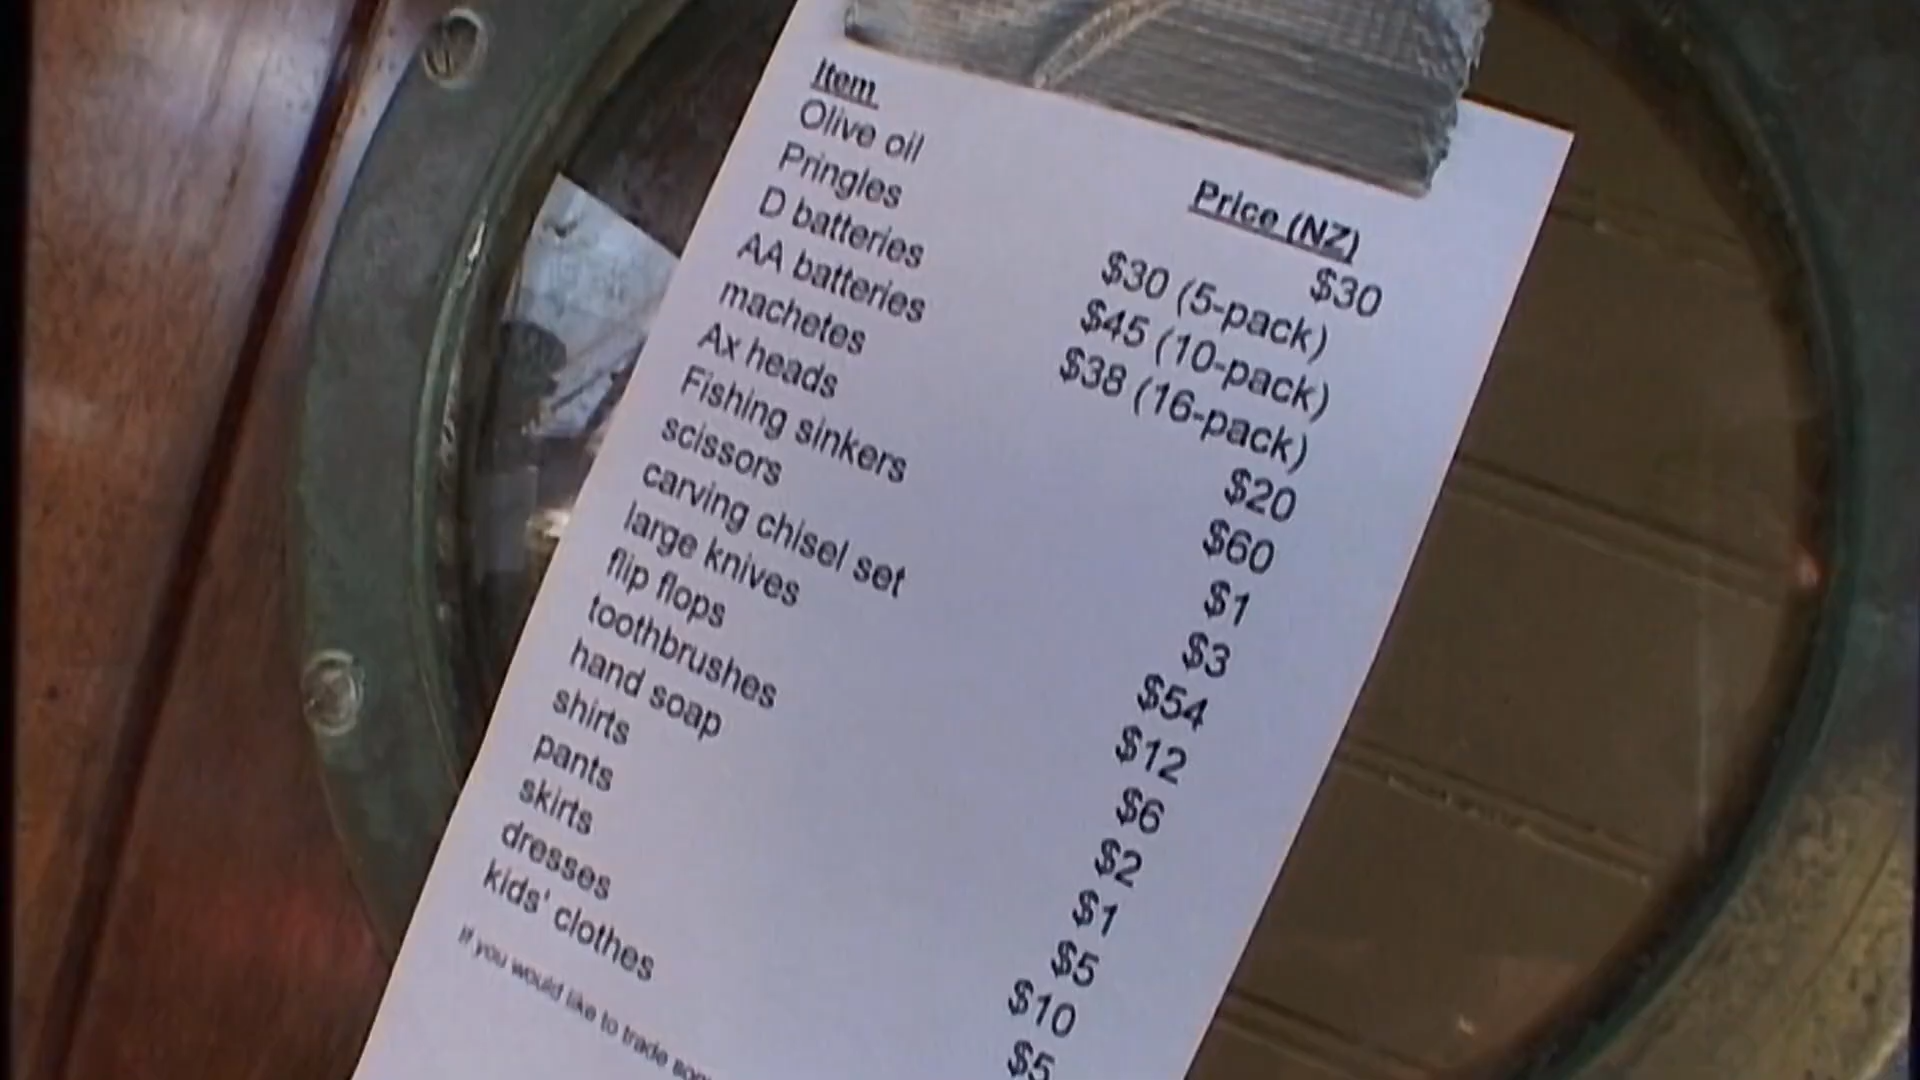 Item Price (NZ)
Olive oil $30
Pringles $30 (5-pack)
D batteries $45 (10-pack)
AA batteries $38 (16-pack)
machetes $20
Ax heads $60
Fishing sinkers $1
scissors $3
carving chisel set $54
large knives $12
flip flops $6
toothbrushes $2
hand soap $1
shirts $5
pants $10
skirts $5
dresses
kids' clothes
If you would like to trade